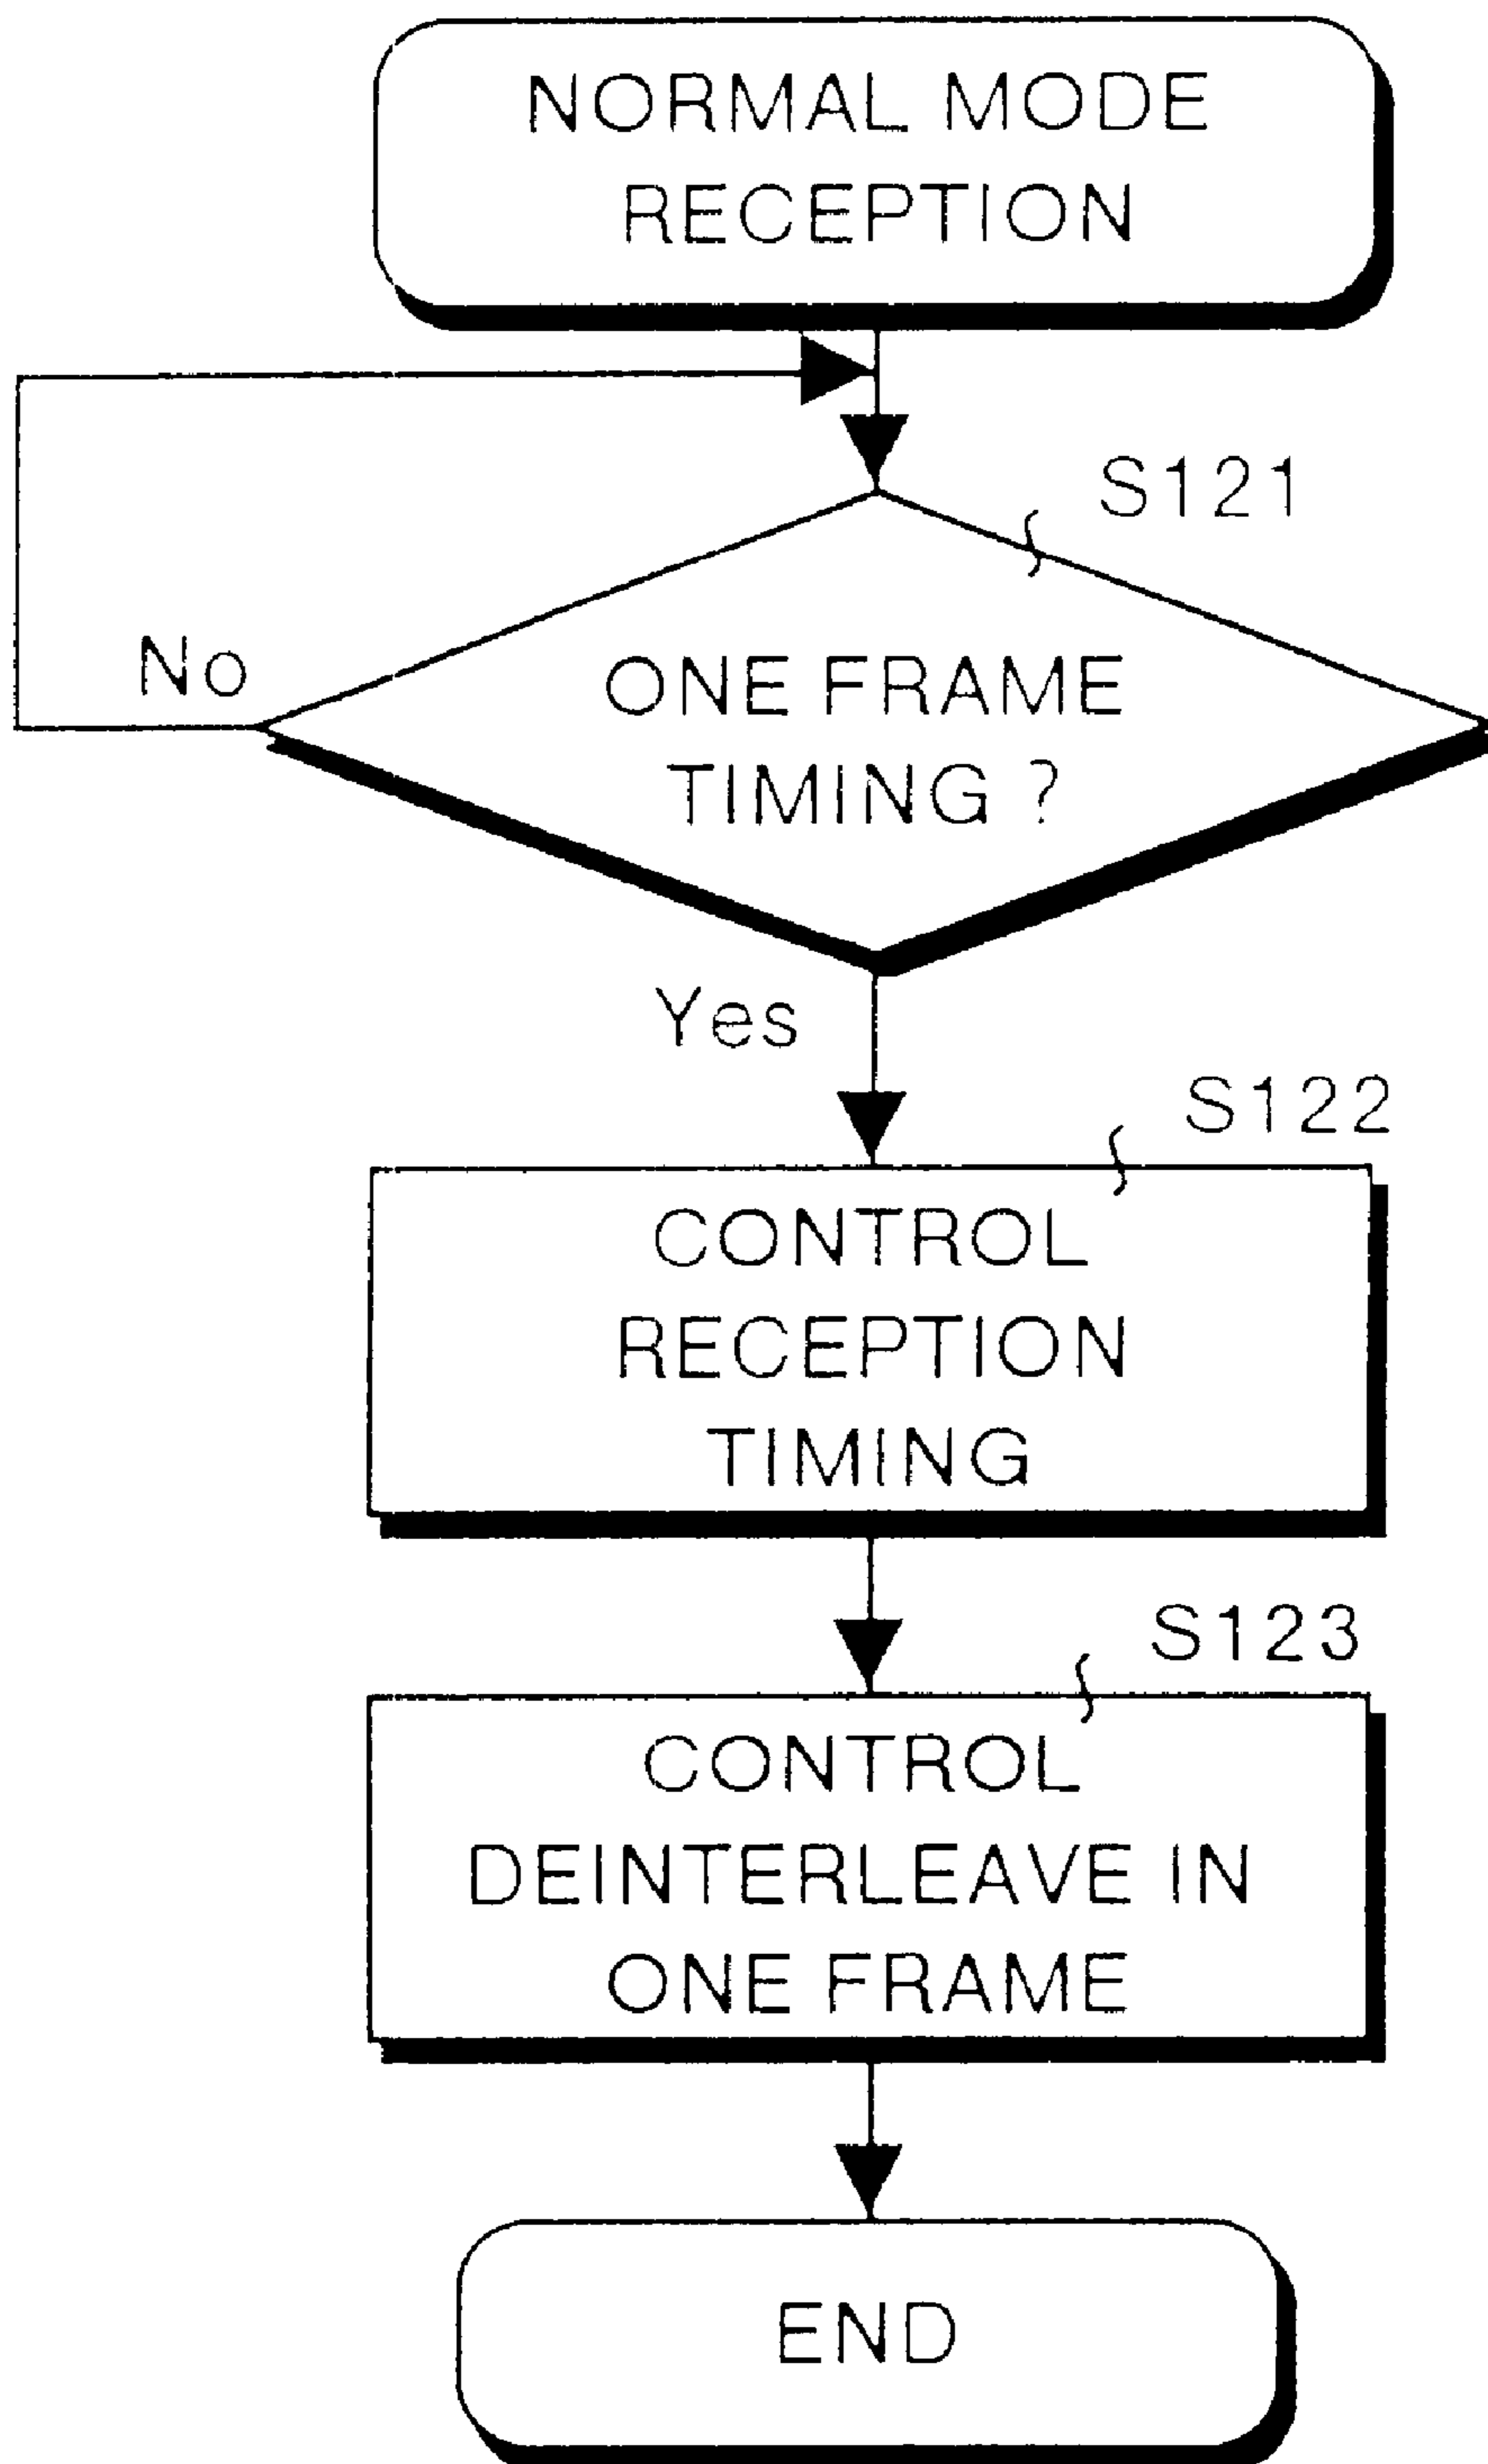 NORMAL MODE
RECEPTION
S121
No
ONE FRAME
TIMING ?
Yes
S122
CONTROL
RECEPTION
TIMING
S123
CONTROL
DEINTERLEAVE IN
ONE FRAME
END